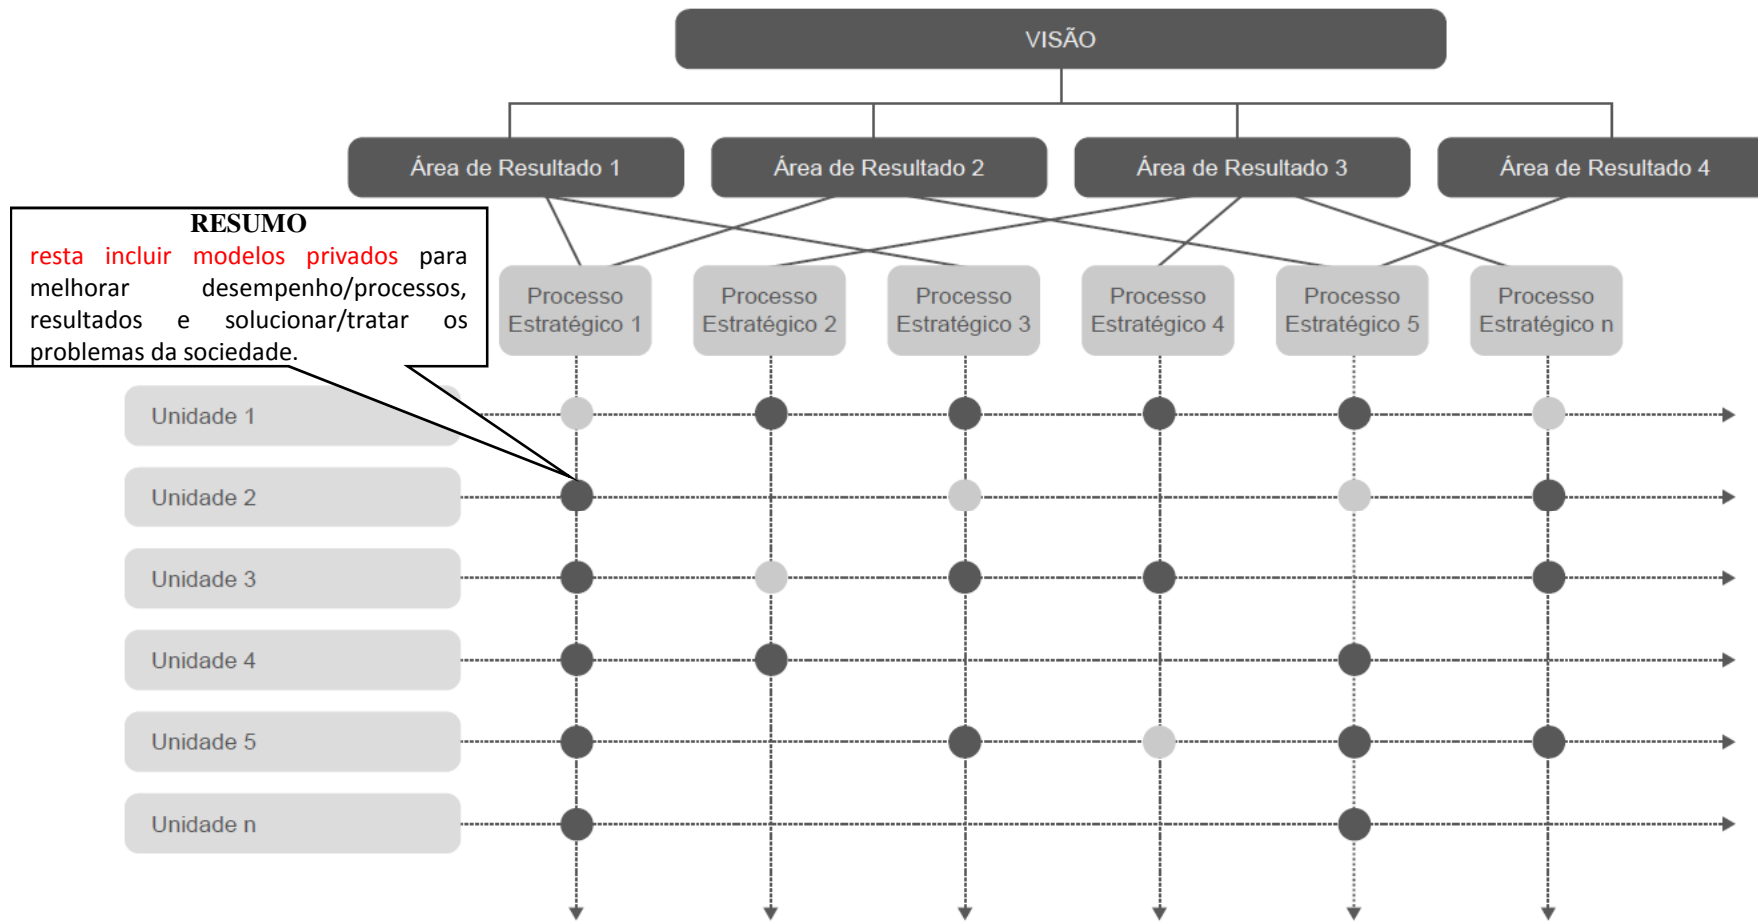 VISÃO
Área de Resultado 1
Área de Resultado 2
Área de Resultado 3
Área de Resultado 4
RESUMO
resta incluir modelos privados para
melhorar desempenho/processos,
resultados e solucionar/tratar os
problemas da sociedade.
Processo
Estratégico 1
Processo
Estratégico 2
Processo
Estratégico 3
Processo
Estratégico 4
Processo
Estratégico 5
Processo
Estratégico n
Unidade 1
Unidade 2
Unidade 3
Unidade 4
Unidade 5
Unidade n